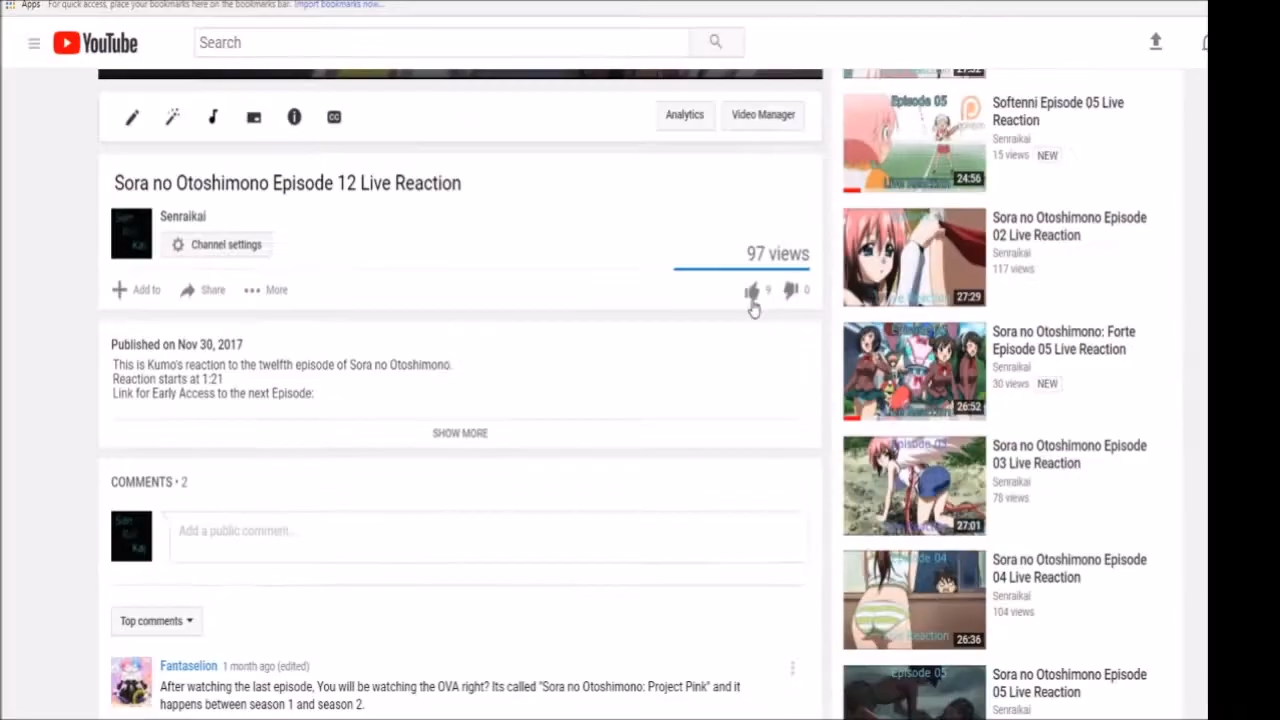 Apps For quick access, place your bookmarks here on the bookmarks bar. Import bookmarks now...
YouTube
Search
CC
Analytics
Video Manager
Sora no Otoshimono Episode 12 Live Reaction
Senraikai
Channel settings
97 views
Add to
Share
More
9
0
Published on Nov 30, 2017
This is Kumo's reaction to the twelfth episode of Sora no Otoshimono.
Reaction starts at 1:21
Link for Early Access to the next Episode:
SHOW MORE
COMMENTS • 2
Sen
Rai
Kai
Add a public comment...
Top comments
Fantaselion 1 month ago (edited)
After watching the last episode, You will be watching the OVA right? Its called "Sora no Otoshimono: Project Pink" and it
happens between season 1 and season 2.
Episode 05
24:56
Softenni Episode 05 Live
Reaction
Senraikai
15 views NEW
27:29
Sora no Otoshimono Episode
02 Live Reaction
Senraikai
117 views
26:52
Sora no Otoshimono: Forte
Episode 05 Live Reaction
Senraikai
30 views NEW
Episode 03
27:01
Sora no Otoshimono Episode
03 Live Reaction
Senraikai
78 views
Episode 04
Live Reaction
26:36
Sora no Otoshimono Episode
04 Live Reaction
Senraikai
104 views
Episode 05
Sora no Otoshimono Episode
05 Live Reaction
Senraikai